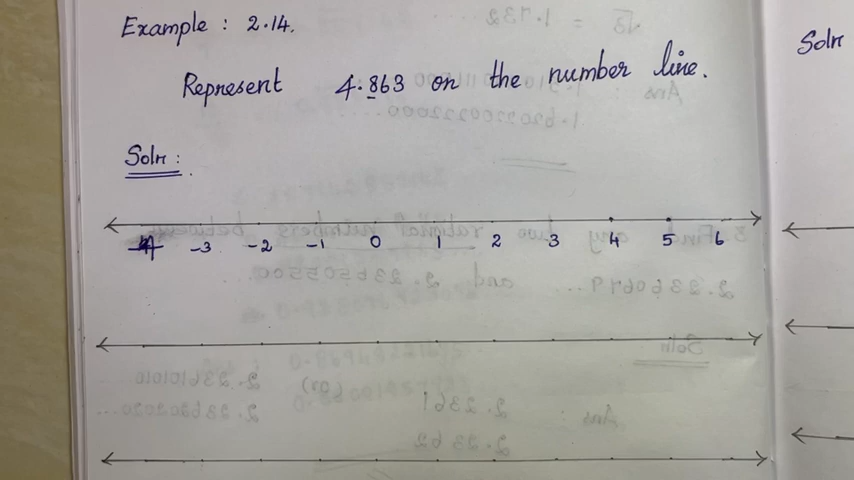 Example : 2.14.
Represent 4.863 on the number line.
Soln :
Soln
-4 -3 -2 -1 0 1 2 3 4 5 6